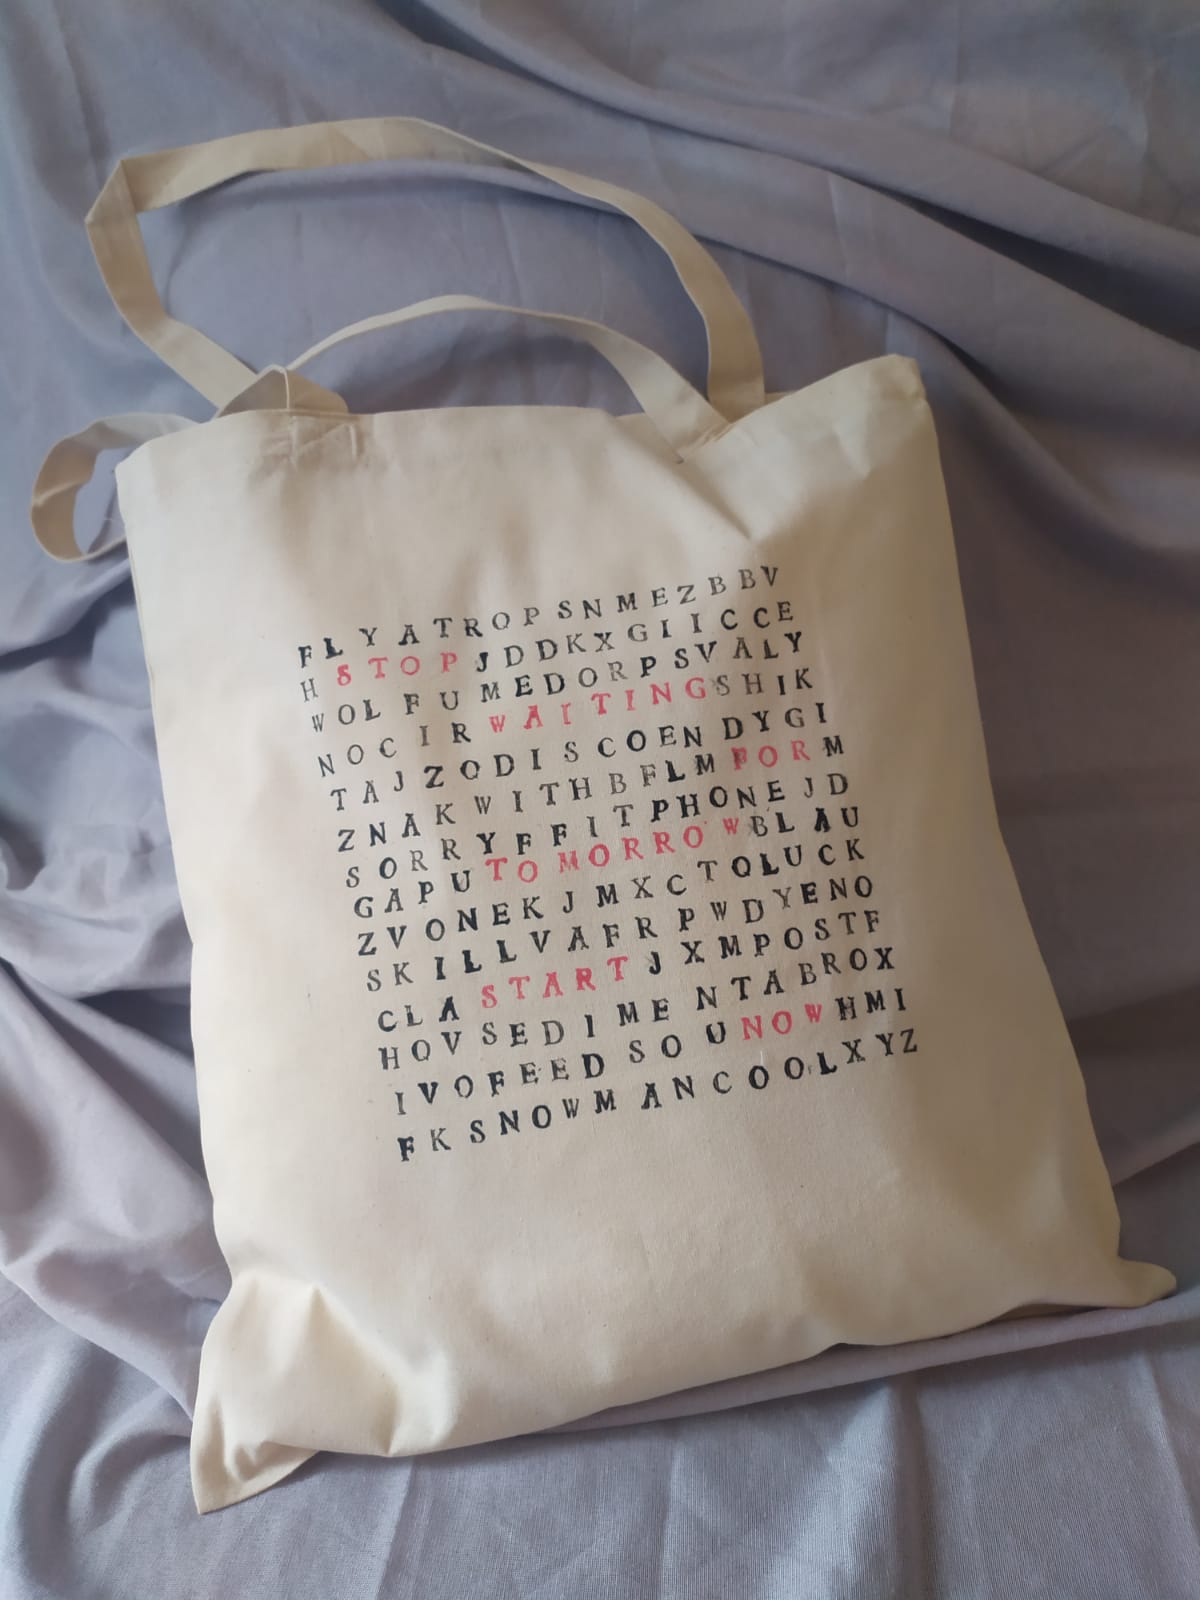 FLYATROPSNMEZBBV
HSTOPJDDKXGIICCE
WOLFUMEDORPSVALY
NOCIRWAITINGSHIK
TAJZODISCOENDYGI
ZNAKWITHBFLMFORM
SORRYFFITPHONEJD
GAPUTOMORROWBLAU
ZVONEKJMXCTOLUCK
SKILLVAFRPWDYENO
CLASTARTJXMPOSTF
HOVSEDIMENTABROX
IVOFEEDSOUNOWHMI
FKSNOWMANCOOLXYZ